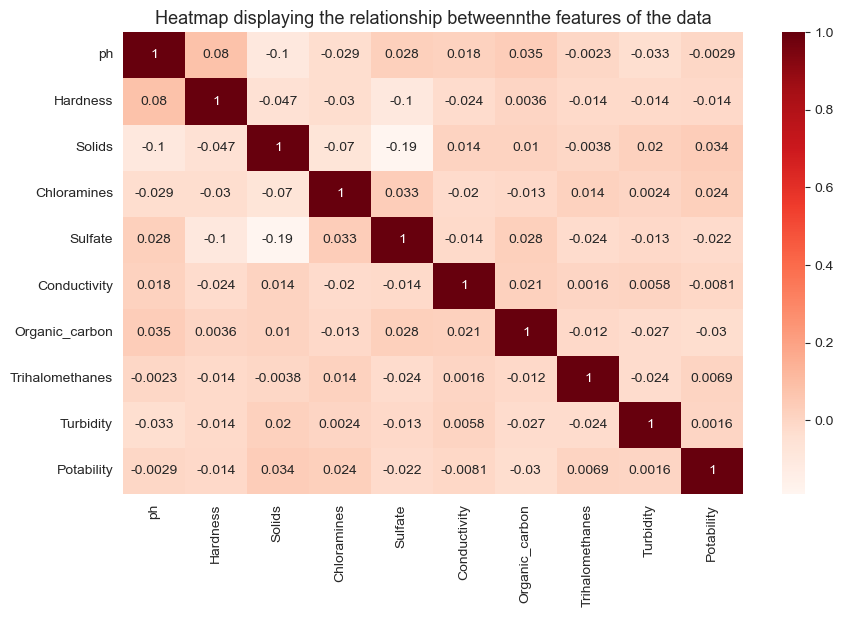 Heatmap displaying the relationship betweennthe features of the data
ph 1 0.08 -0.1 -0.029 0.028 0.018 0.035 -0.0023 -0.033 -0.0029
Hardness 0.08 1 -0.047 -0.03 -0.1 -0.024 0.0036 -0.014 -0.014 -0.014
Solids -0.1 -0.047 1 -0.07 -0.19 0.014 0.01 -0.0038 0.02 0.034
Chloramines -0.029 -0.03 -0.07 1 0.033 -0.02 -0.013 0.014 0.0024 0.024
Sulfate 0.028 -0.1 -0.19 0.033 1 -0.014 0.028 -0.024 -0.013 -0.022
Conductivity 0.018 -0.024 0.014 -0.02 -0.014 1 0.021 0.0016 0.0058 -0.0081
Organic_carbon 0.035 0.0036 0.01 -0.013 0.028 0.021 1 -0.012 -0.027 -0.03
Trihalomethanes -0.0023 -0.014 -0.0038 0.014 -0.024 0.0016 -0.012 1 -0.024 0.0069
Turbidity -0.033 -0.014 0.02 0.0024 -0.013 0.0058 -0.027 -0.024 1 0.0016
Potability -0.0029 -0.014 0.034 0.024 -0.022 -0.0081 -0.03 0.0069 0.0016 1
ph
Hardness
Solids
Chloramines
Sulfate
Conductivity
Organic_carbon
Trihalomethanes
Turbidity
Potability
1.0
0.8
0.6
0.4
0.2
0.0